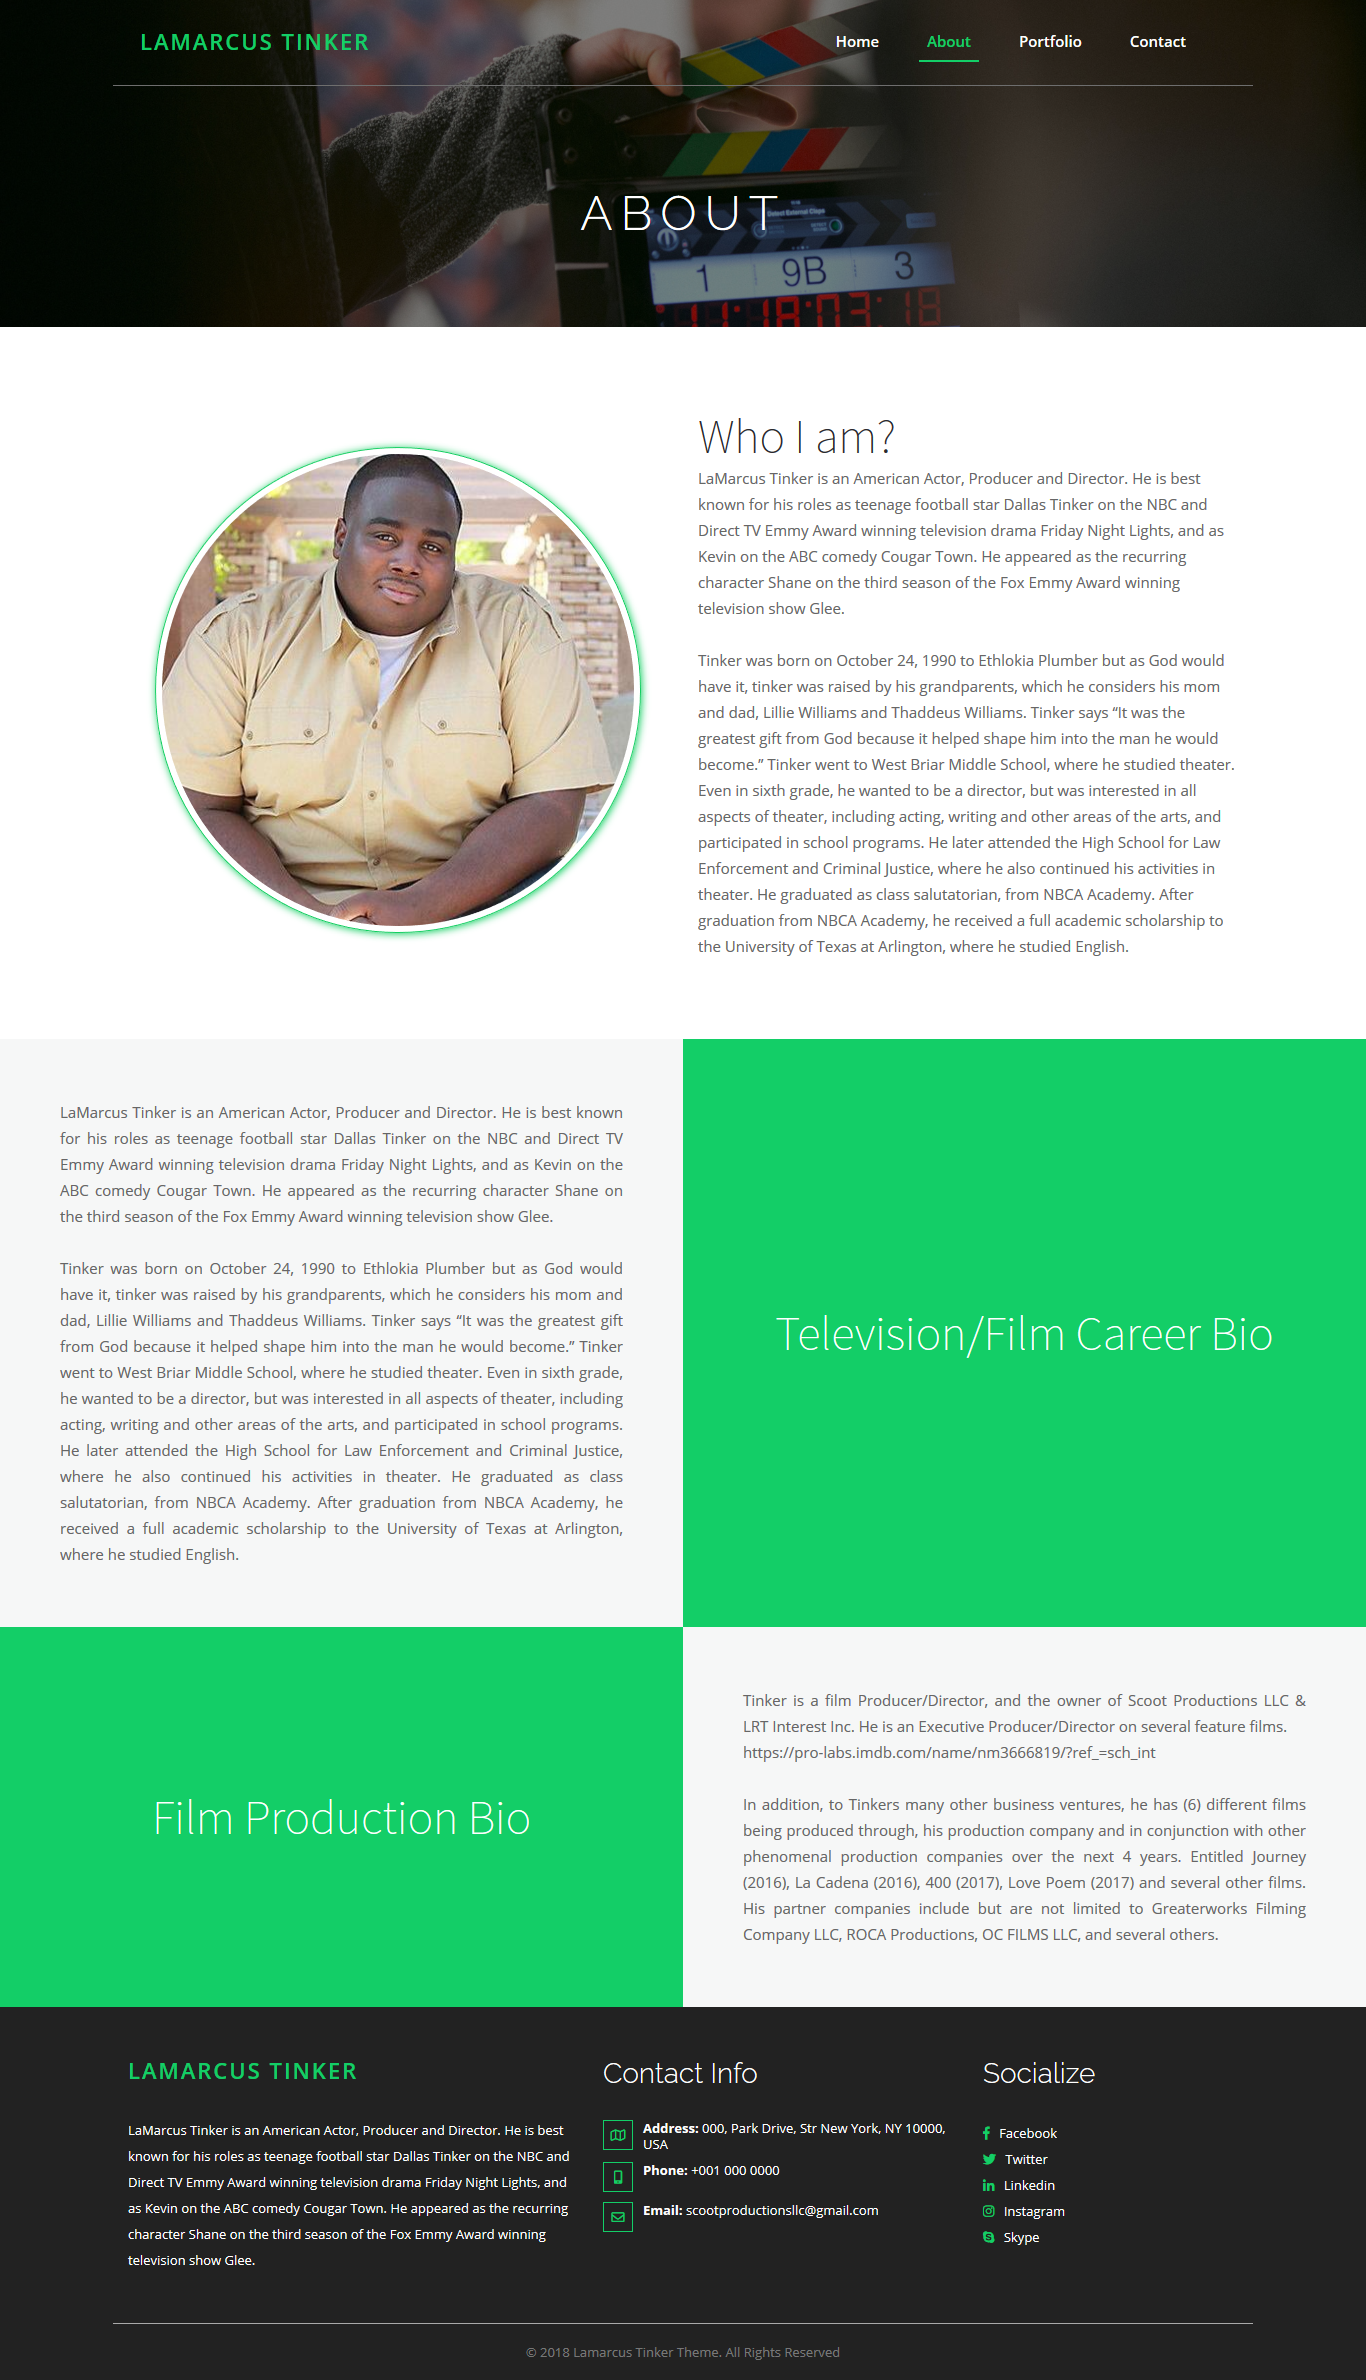 LAMARCUS TINKER
Home About Portfolio Contact
ABOUT
1 9B 3
11:18:03:18
Who I am?
LaMarcus Tinker is an American Actor, Producer and Director. He is best
known for his roles as teenage football star Dallas Tinker on the NBC and
Direct TV Emmy Award winning television drama Friday Night Lights, and as
Kevin on the ABC comedy Cougar Town. He appeared as the recurring
character Shane on the third season of the Fox Emmy Award winning
television show Glee.
Tinker was born on October 24, 1990 to Ethlokia Plumber but as God would
have it, tinker was raised by his grandparents, which he considers his mom
and dad, Lillie Williams and Thaddeus Williams. Tinker says “It was the
greatest gift from God because it helped shape him into the man he would
become.” Tinker went to West Briar Middle School, where he studied theater.
Even in sixth grade, he wanted to be a director, but was interested in all
aspects of theater, including acting, writing and other areas of the arts, and
participated in school programs. He later attended the High School for Law
Enforcement and Criminal Justice, where he also continued his activities in
theater. He graduated as class salutatorian, from NBCA Academy. After
graduation from NBCA Academy, he received a full academic scholarship to
the University of Texas at Arlington, where he studied English.
LaMarcus Tinker is an American Actor, Producer and Director. He is best known
for his roles as teenage football star Dallas Tinker on the NBC and Direct TV
Emmy Award winning television drama Friday Night Lights, and as Kevin on the
ABC comedy Cougar Town. He appeared as the recurring character Shane on
the third season of the Fox Emmy Award winning television show Glee.
Tinker was born on October 24, 1990 to Ethlokia Plumber but as God would
have it, tinker was raised by his grandparents, which he considers his mom and
dad, Lillie Williams and Thaddeus Williams. Tinker says “It was the greatest gift
from God because it helped shape him into the man he would become.” Tinker
went to West Briar Middle School, where he studied theater. Even in sixth grade,
he wanted to be a director, but was interested in all aspects of theater, including
acting, writing and other areas of the arts, and participated in school programs.
He later attended the High School for Law Enforcement and Criminal Justice,
where he also continued his activities in theater. He graduated as class
salutatorian, from NBCA Academy. After graduation from NBCA Academy, he
received a full academic scholarship to the University of Texas at Arlington,
where he studied English.
Television/Film Career Bio
Film Production Bio
Tinker is a film Producer/Director, and the owner of Scoot Productions LLC &
LRT Interest Inc. He is an Executive Producer/Director on several feature films.
https://pro-labs.imdb.com/name/nm3666819/?ref_=sch_int
In addition, to Tinkers many other business ventures, he has (6) different films
being produced through, his production company and in conjunction with other
phenomenal production companies over the next 4 years. Entitled Journey
(2016), La Cadena (2016), 400 (2017), Love Poem (2017) and several other films.
His partner companies include but are not limited to Greaterworks Filming
Company LLC, ROCA Productions, OC FILMS LLC, and several others.
LAMARCUS TINKER
LaMarcus Tinker is an American Actor, Producer and Director. He is best
known for his roles as teenage football star Dallas Tinker on the NBC and
Direct TV Emmy Award winning television drama Friday Night Lights, and
as Kevin on the ABC comedy Cougar Town. He appeared as the recurring
character Shane on the third season of the Fox Emmy Award winning
television show Glee.
Contact Info
Address: 000, Park Drive, Str New York, NY 10000,
USA
Phone: +001 000 0000
Email: scootproductionsllc@gmail.com
Socialize
Facebook
Twitter
Linkedin
Instagram
Skype
© 2018 Lamarcus Tinker Theme. All Rights Reserved